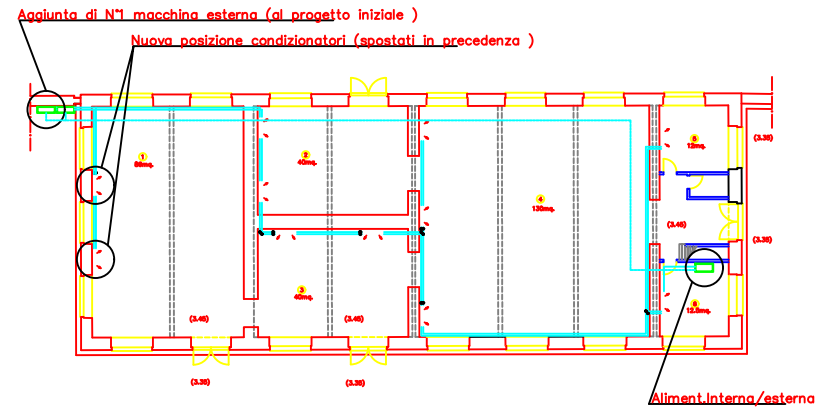 Aggiunta di N°1 macchina esterna (al progetto iniziale )
Nuova posizione condizionatori (spostati in precedenza )
(3.35)
5
12mq.
1
2
40mq.
4
130mq.
(3.45)
(3.35)
3
40mq.
12.5mq.
(3.45)
(3.45)
(3.35)
(3.35)
Aliment.Interna/esterna